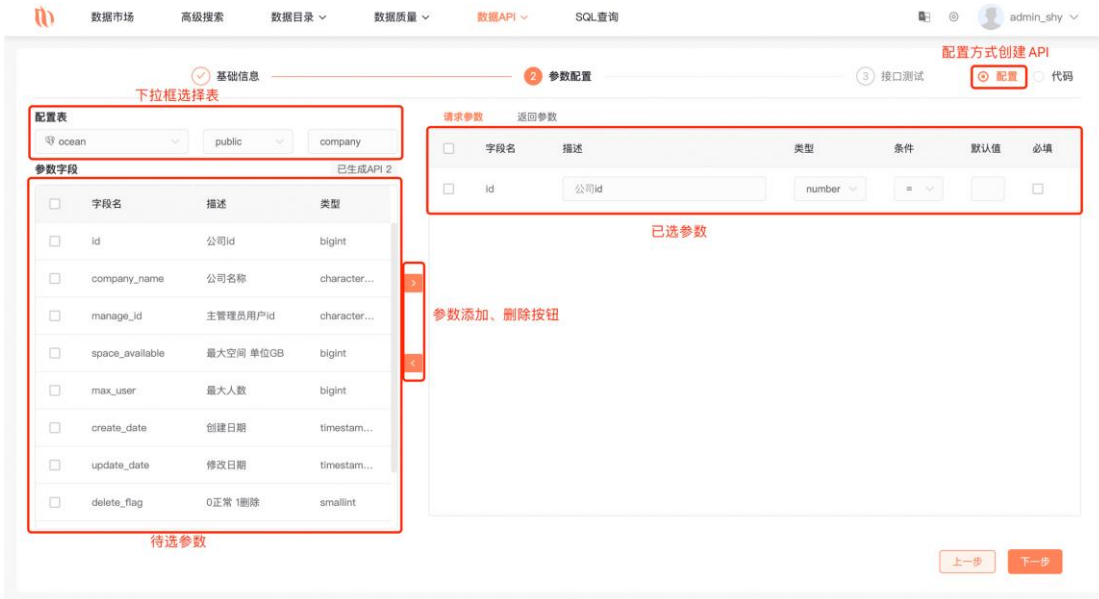 数据市场 高级搜索 数据目录 数据质量 数据API SQL查询 admin_shy
配置方式创建 API
基础信息 2 参数配置 3 接口测试 配置 代码
下拉框选择表
配置表
ocean public company
参数字段 已生成API 2
字段名 描述 类型
id 公司id bigint
company_name 公司名称 character...
manage_id 主管理员用户id character...
space_available 最大空间 单位GB bigint
max_user 最大人数 bigint
create_date 创建日期 timestam...
update_date 修改日期 timestam...
delete_flag 0正常 1删除 smallint
待选参数
参数添加、删除按钮
请求参数 返回参数
字段名 描述 类型 条件 默认值 必填
id 公司id number =
已选参数
上一步 下一步